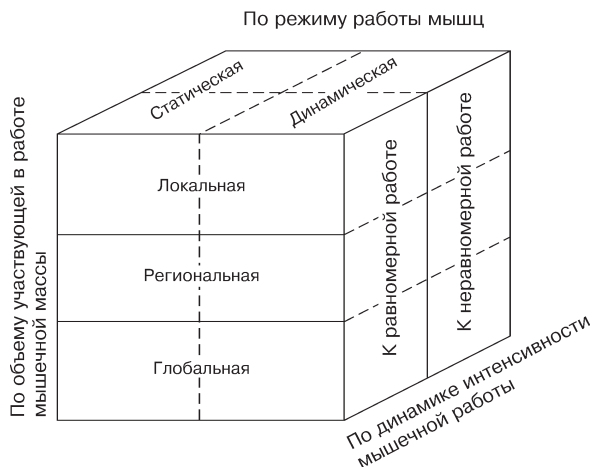 По режиму работы мышц
Статическая
Динамическая
По объему участвующей в работе
мышечной массы
Локальная
Региональная
Глобальная
К равномерной работе
К неравномерной работе
По динамике интенсивности
мышечной работы